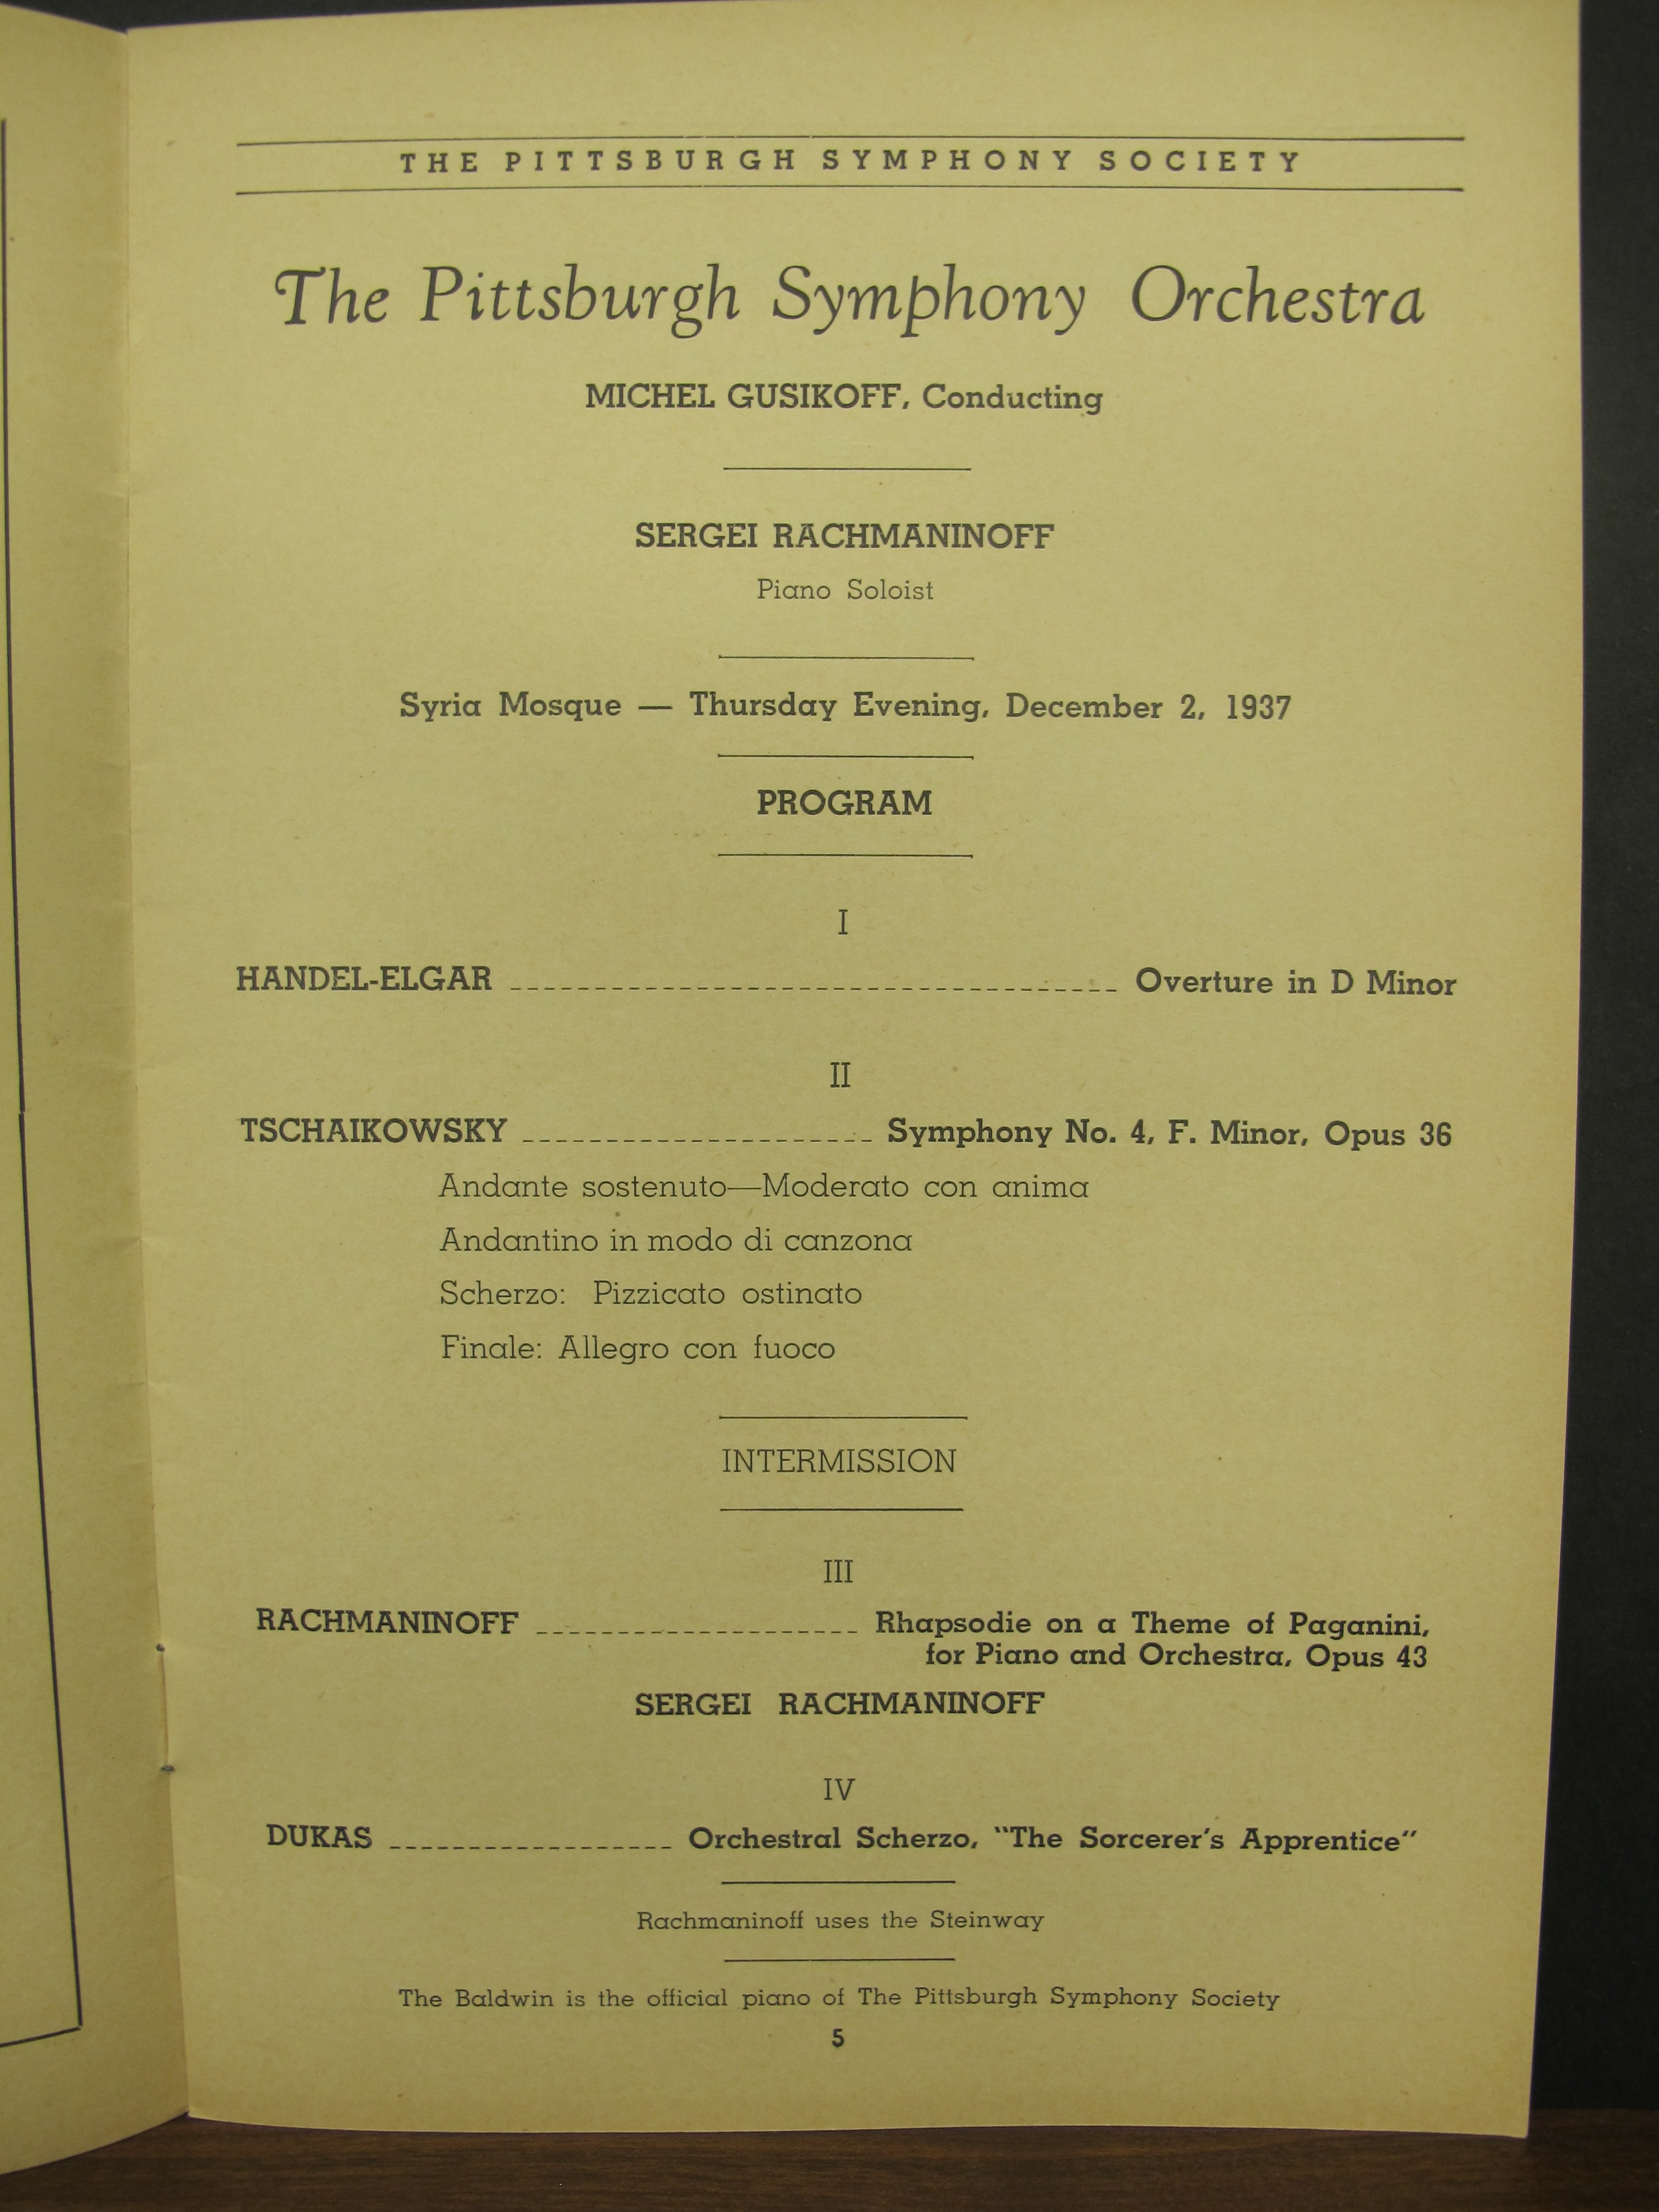 THE PITTSBURGH SYMPHONY SOCIETY
The Pittsburgh Symphony Orchestra
MICHEL GUSIKOFF, Conducting
SERGEI RACHMANINOFF
Piano Soloist
Syria Mosque — Thursday Evening, December 2, 1937
PROGRAM
I
HANDEL-ELGAR ------------------------------------ Overture in D Minor
II
TSCHAIKOWSKY --------------------- Symphony No. 4, F. Minor, Opus 36
Andante sostenuto—Moderato con anima
Andantino in modo di canzona
Scherzo: Pizzicato ostinato
Finale: Allegro con fuoco
INTERMISSION
III
RACHMANINOFF -------------------- Rhapsodie on a Theme of Paganini,
for Piano and Orchestra, Opus 43
SERGEI RACHMANINOFF
IV
DUKAS ------------------ Orchestral Scherzo, "The Sorcerer's Apprentice"
Rachmaninoff uses the Steinway
The Baldwin is the official piano of The Pittsburgh Symphony Society
5